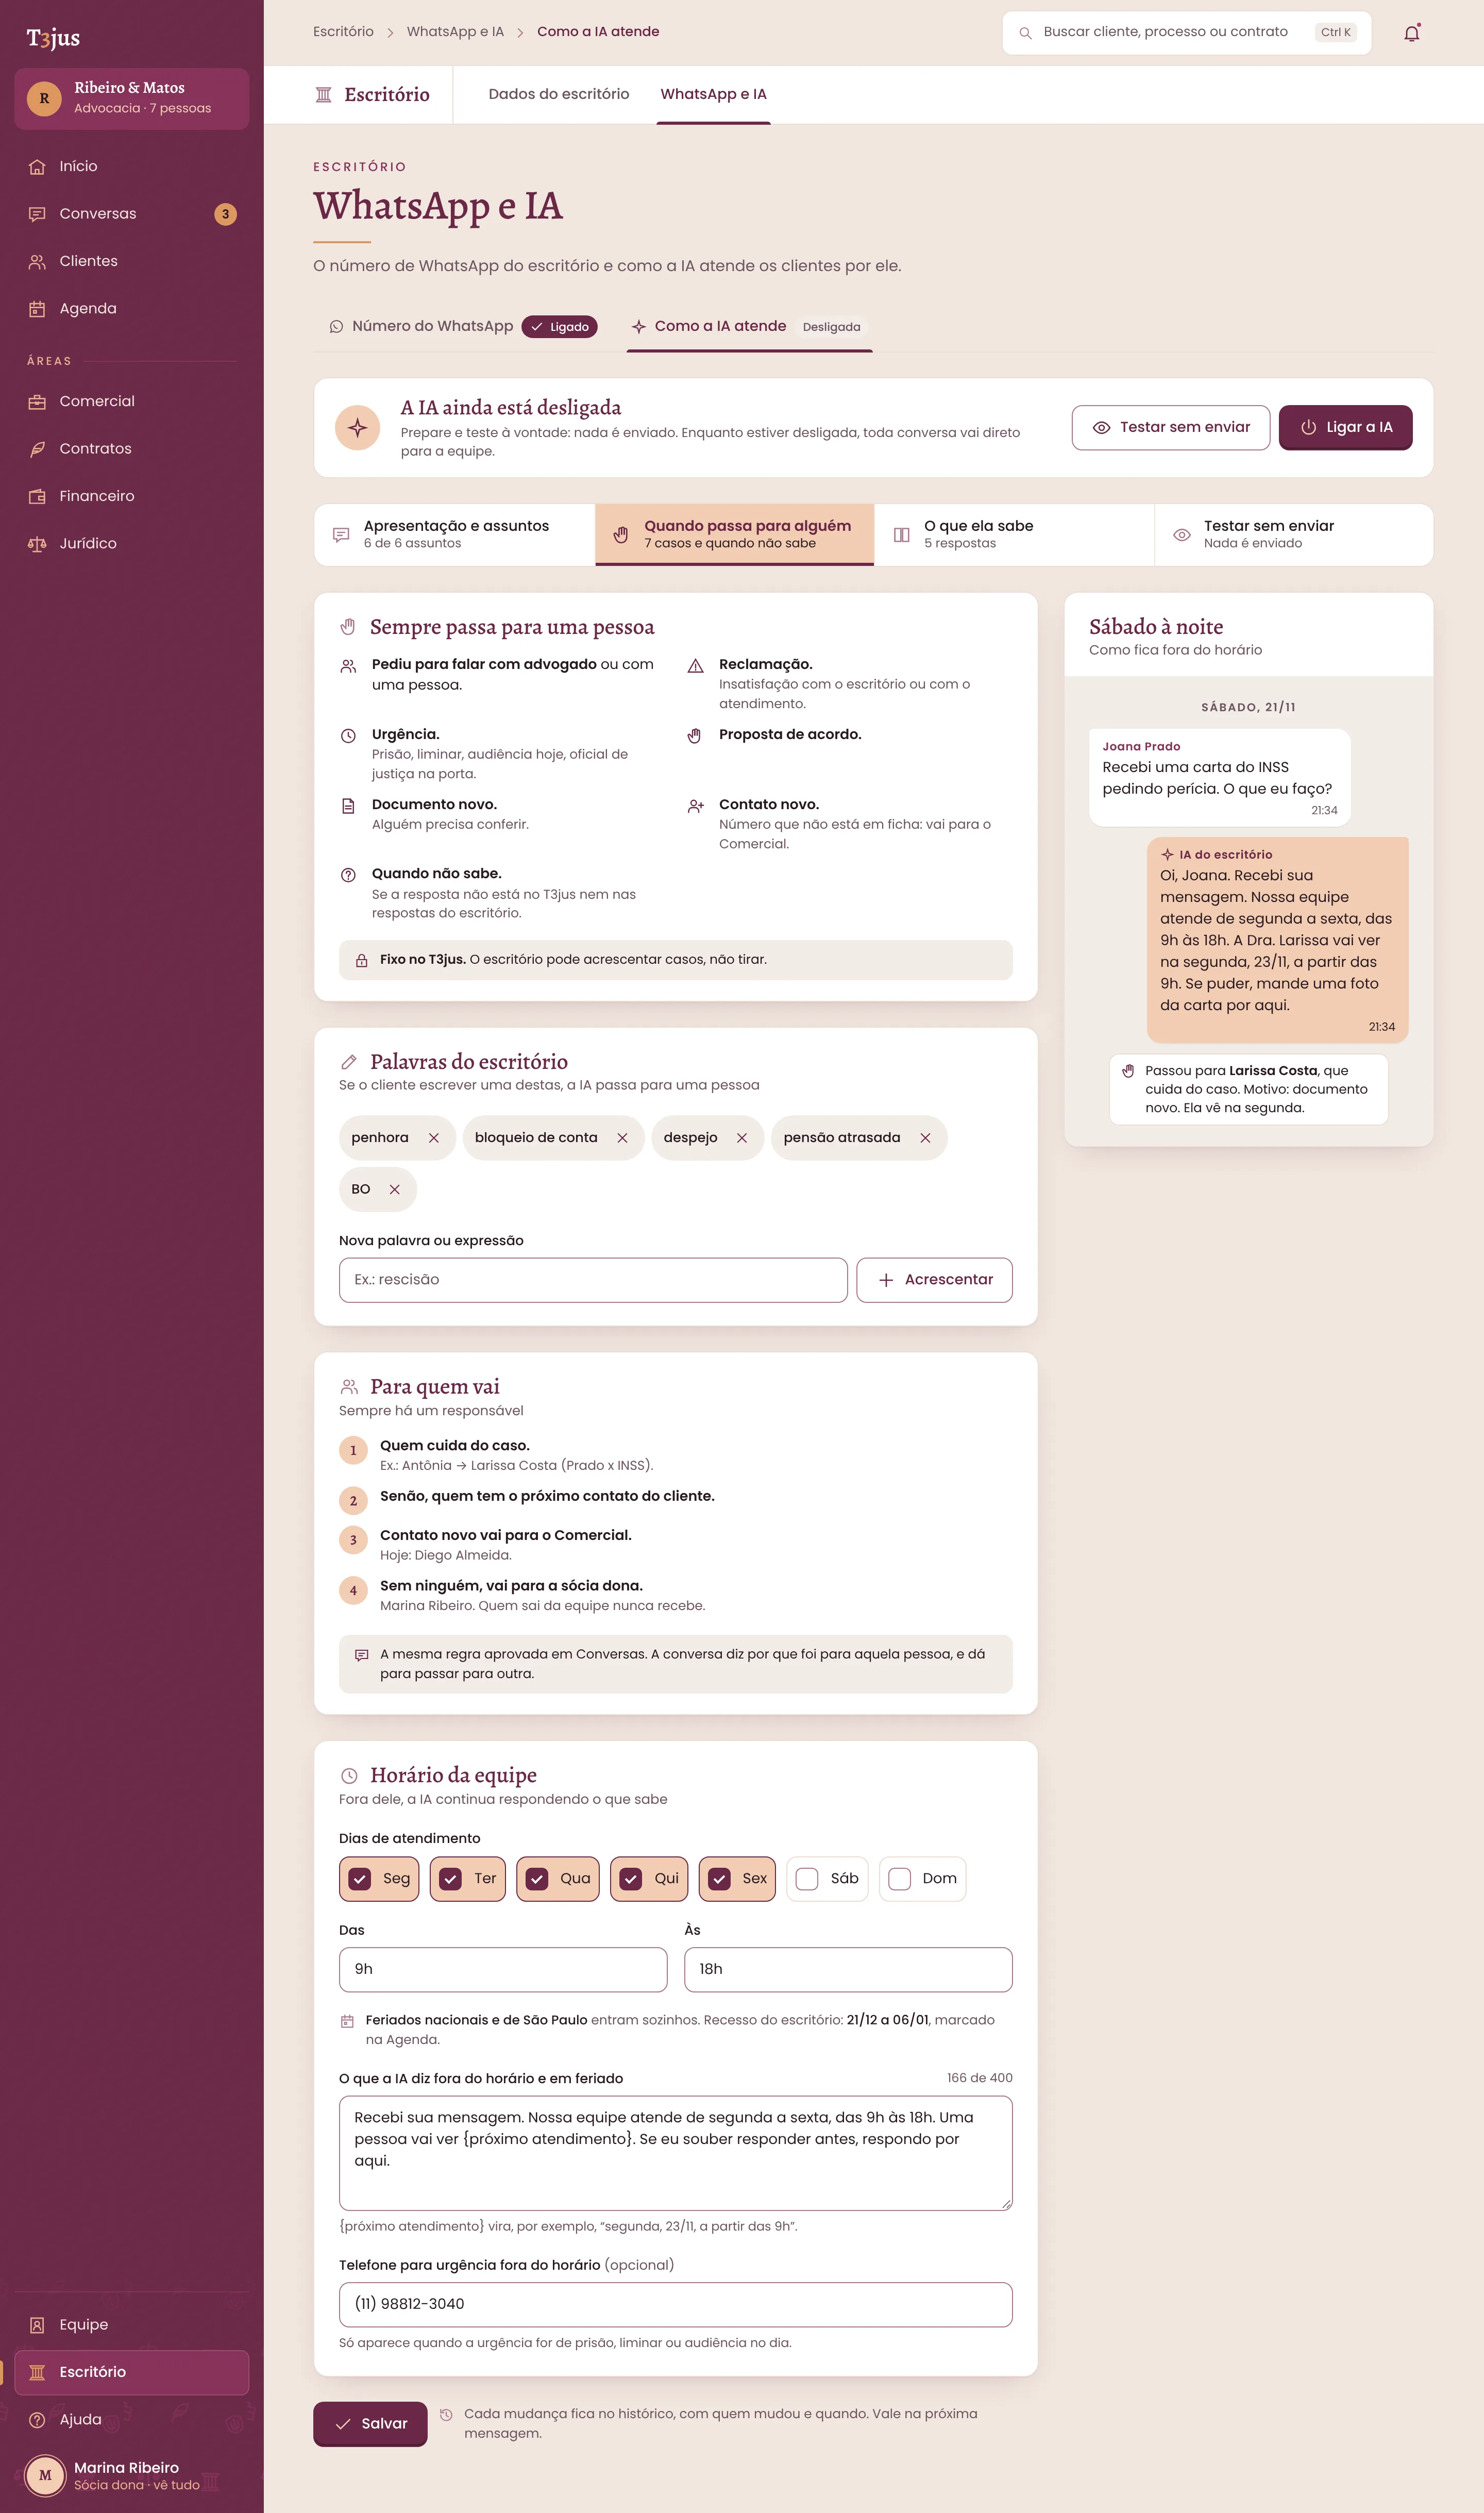 T3jus
R
Ribeiro & Matos
Advocacia · 7 pessoas
Início
Conversas
3
Clientes
Agenda
ÁREAS
Comercial
Contratos
Financeiro
Jurídico
Equipe
Escritório
Ajuda
M
Marina Ribeiro
Sócia dona · vê tudo
Escritório
WhatsApp e IA
Como a IA atende
Buscar cliente, processo ou contrato
Ctrl K
Escritório
Dados do escritório
WhatsApp e IA
ESCRITÓRIO
WhatsApp e IA
O número de WhatsApp do escritório e como a IA atende os clientes por ele.
Número do WhatsApp
Ligado
Como a IA atende
Desligada
A IA ainda está desligada
Prepare e teste à vontade: nada é enviado. Enquanto estiver desligada, toda conversa vai direto
para a equipe.
Testar sem enviar
Ligar a IA
Apresentação e assuntos
6 de 6 assuntos
Quando passa para alguém
7 casos e quando não sabe
O que ela sabe
5 respostas
Testar sem enviar
Nada é enviado
Sempre passa para uma pessoa
Pediu para falar com advogado ou com
uma pessoa.
Reclamação.
Insatisfação com o escritório ou com o
atendimento.
Urgência.
Prisão, liminar, audiência hoje, oficial de
justiça na porta.
Proposta de acordo.
Documento novo.
Alguém precisa conferir.
Contato novo.
Número que não está em ficha: vai para o
Comercial.
Quando não sabe.
Se a resposta não está no T3jus nem nas
respostas do escritório.
Fixo no T3jus. O escritório pode acrescentar casos, não tirar.
Palavras do escritório
Se o cliente escrever uma destas, a IA passa para uma pessoa
penhora
bloqueio de conta
despejo
pensão atrasada
BO
Nova palavra ou expressão
Ex.: rescisão
Acrescentar
Para quem vai
Sempre há um responsável
1
Quem cuida do caso.
Ex.: Antônia → Larissa Costa (Prado x INSS).
2
Senão, quem tem o próximo contato do cliente.
3
Contato novo vai para o Comercial.
Hoje: Diego Almeida.
4
Sem ninguém, vai para a sócia dona.
Marina Ribeiro. Quem sai da equipe nunca recebe.
A mesma regra aprovada em Conversas. A conversa diz por que foi para aquela pessoa, e dá
para passar para outra.
Horário da equipe
Fora dele, a IA continua respondendo o que sabe
Dias de atendimento
Seg
Ter
Qua
Qui
Sex
Sáb
Dom
Das
Às
9h
18h
Feriados nacionais e de São Paulo entram sozinhos. Recesso do escritório: 21/12 a 06/01, marcado
na Agenda.
O que a IA diz fora do horário e em feriado
166 de 400
Recebi sua mensagem. Nossa equipe atende de segunda a sexta, das 9h às 18h. Uma
pessoa vai ver {próximo atendimento}. Se eu souber responder antes, respondo por
aqui.
{próximo atendimento} vira, por exemplo, “segunda, 23/11, a partir das 9h”.
Telefone para urgência fora do horário (opcional)
(11) 98812-3040
Só aparece quando a urgência for de prisão, liminar ou audiência no dia.
Salvar
Cada mudança fica no histórico, com quem mudou e quando. Vale na próxima
mensagem.
Sábado à noite
Como fica fora do horário
SÁBADO, 21/11
Joana Prado
Recebi uma carta do INSS
pedindo perícia. O que eu faço?
21:34
IA do escritório
Oi, Joana. Recebi sua
mensagem. Nossa equipe
atende de segunda a sexta, das
9h às 18h. A Dra. Larissa vai ver
na segunda, 23/11, a partir das
9h. Se puder, mande uma foto
da carta por aqui.
21:34
Passou para Larissa Costa, que
cuida do caso. Motivo: documento
novo. Ela vê na segunda.